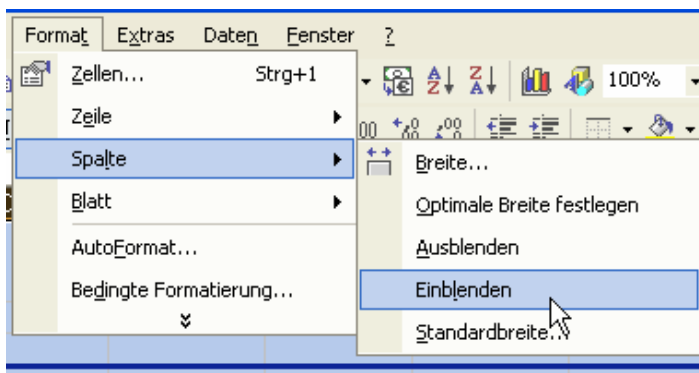 Format Extras Daten Fenster ?
Zellen... Strg+1
100%
Zeile
Spalte
Breite...
Blatt
Optimale Breite festlegen
AutoFormat...
Ausblenden
Bedingte Formatierung...
Einblenden
Standardbreite...